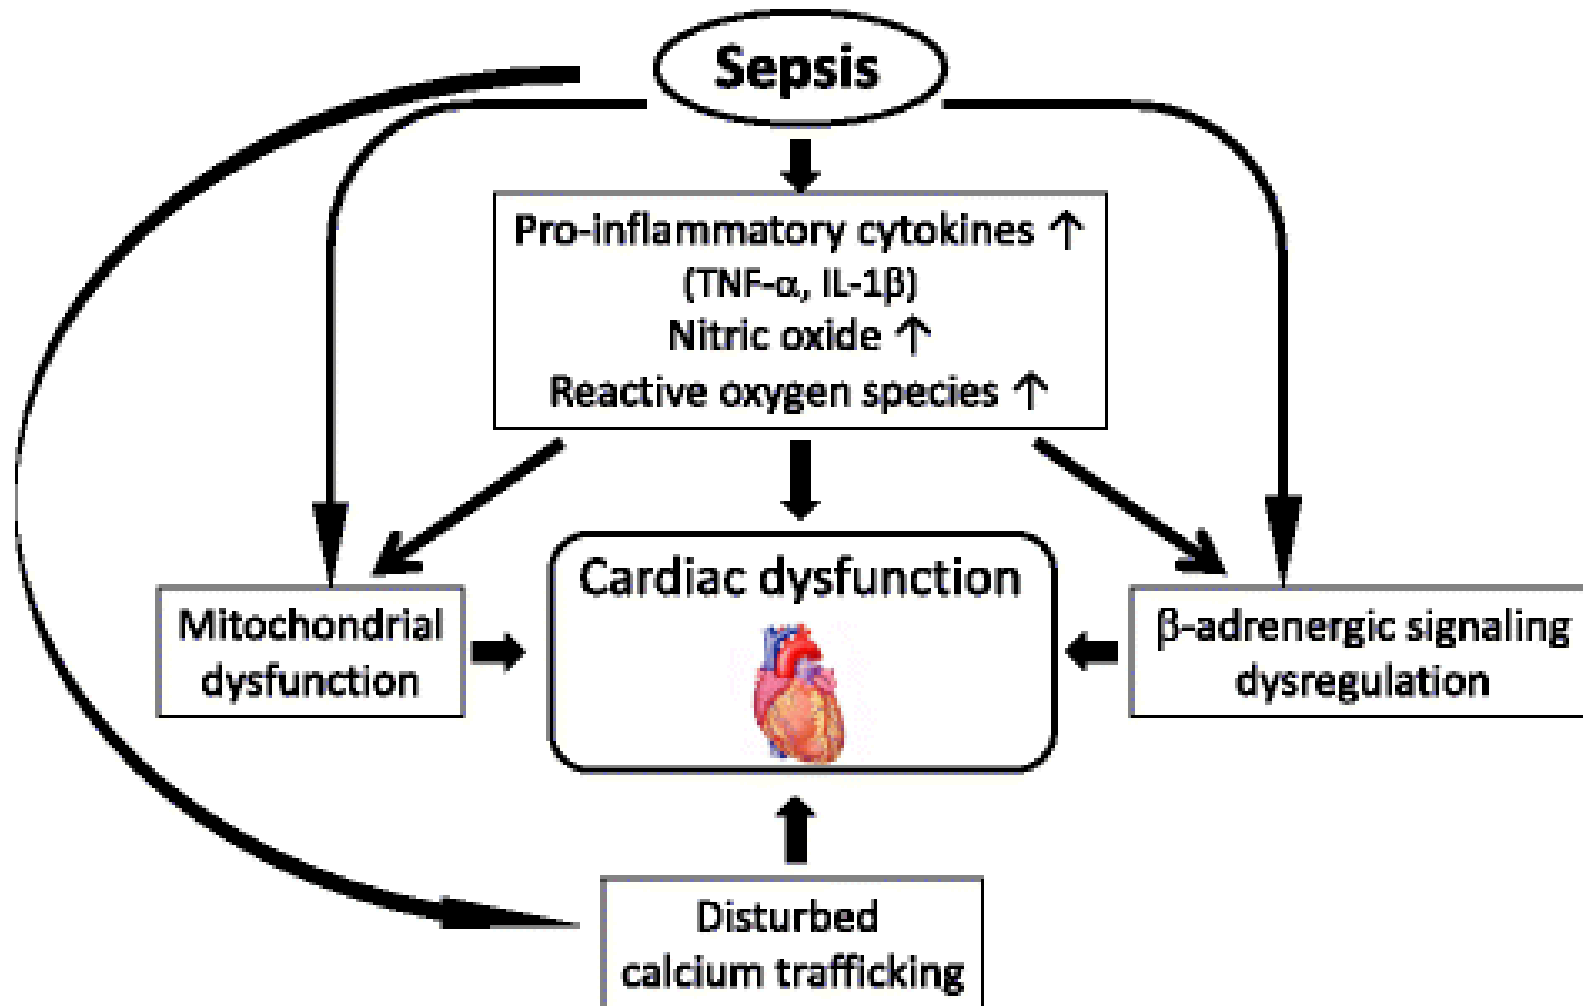 Sepsis
Pro-inflammatory cytokines ↑
(TNF-α, IL-1β)
Nitric oxide ↑
Reactive oxygen species ↑
Cardiac dysfunction
Mitochondrial
dysfunction
β-adrenergic signaling
dysregulation
Disturbed
calcium trafficking